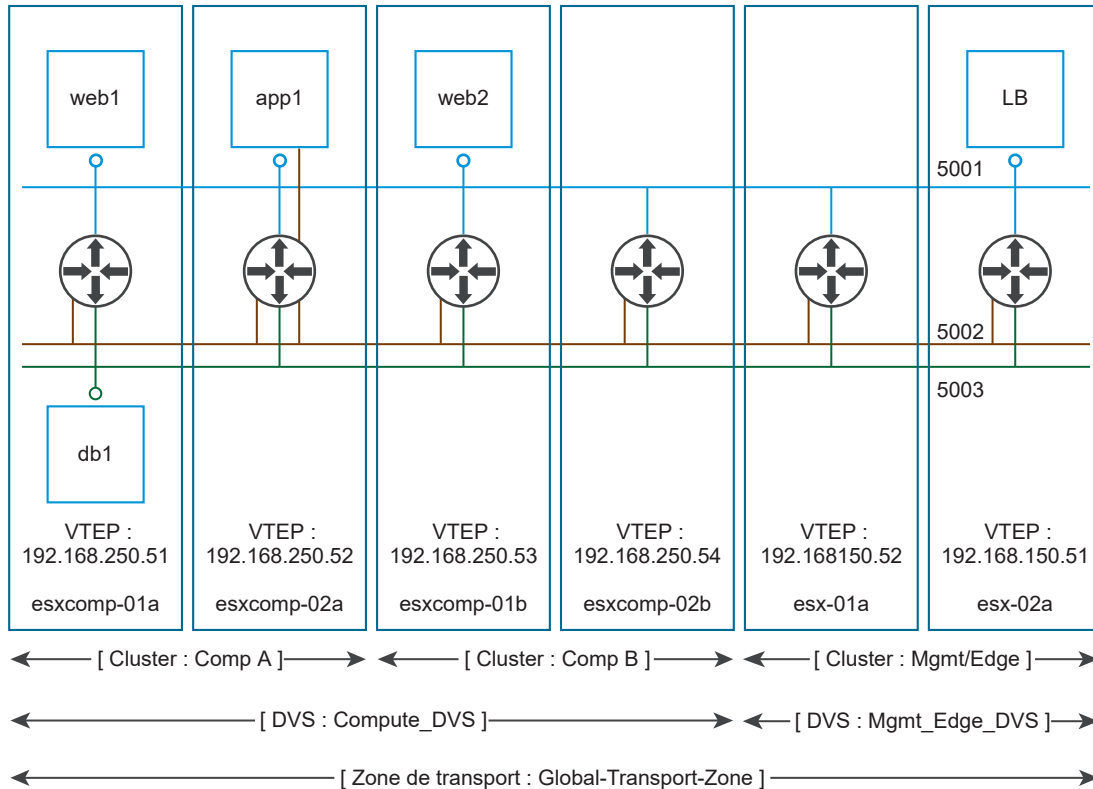 web1
app1
web2
LB
5001
5002
5003
db1
VTEP :
192.168.250.51
VTEP :
192.168.250.52
VTEP :
192.168.250.53
VTEP :
192.168.250.54
VTEP :
192.168150.52
VTEP :
192.168.150.51
esxcomp-01a
esxcomp-02a
esxcomp-01b
esxcomp-02b
esx-01a
esx-02a
[ Cluster : Comp A ]
[ Cluster : Comp B ]
[ Cluster : Mgmt/Edge ]
[ DVS : Compute_DVS ]
[ DVS : Mgmt_Edge_DVS ]
[ Zone de transport : Global-Transport-Zone ]